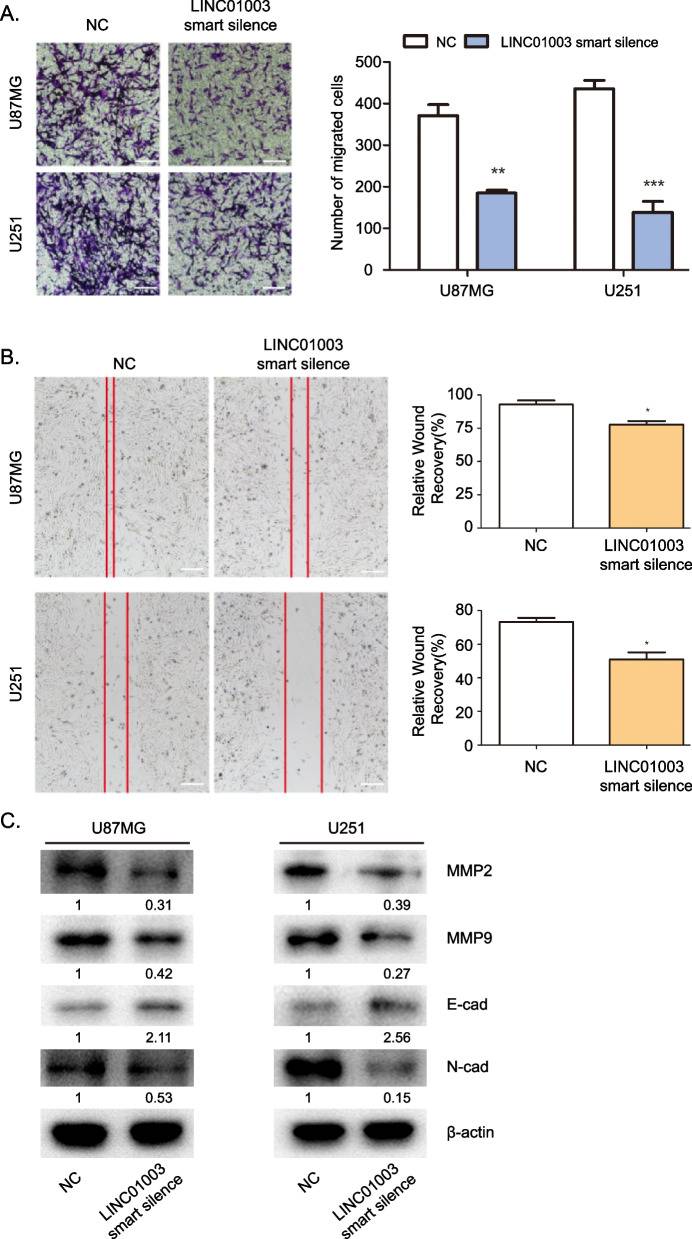 A.
NC
LINC01003
smart silence
U87MG
U251
NC
LINC01003 smart silence
Number of migrated cells
500
400
300
200
100
0
**
***
U87MG
U251
B.
NC
LINC01003
smart silence
U87MG
U251
Relative Wound
Recovery(%)
100
75
50
25
0
*
NC
LINC01003
smart silence
Relative Wound
Recovery(%)
80
60
40
20
0
*
NC
LINC01003
smart silence
C.
U87MG
U251
MMP2
1 0.31 1 0.39
MMP9
1 0.42 1 0.27
E-cad
1 2.11 1 2.56
N-cad
1 0.53 1 0.15
β-actin
NC
LINC01003
smart silence
NC
LINC01003
smart silence